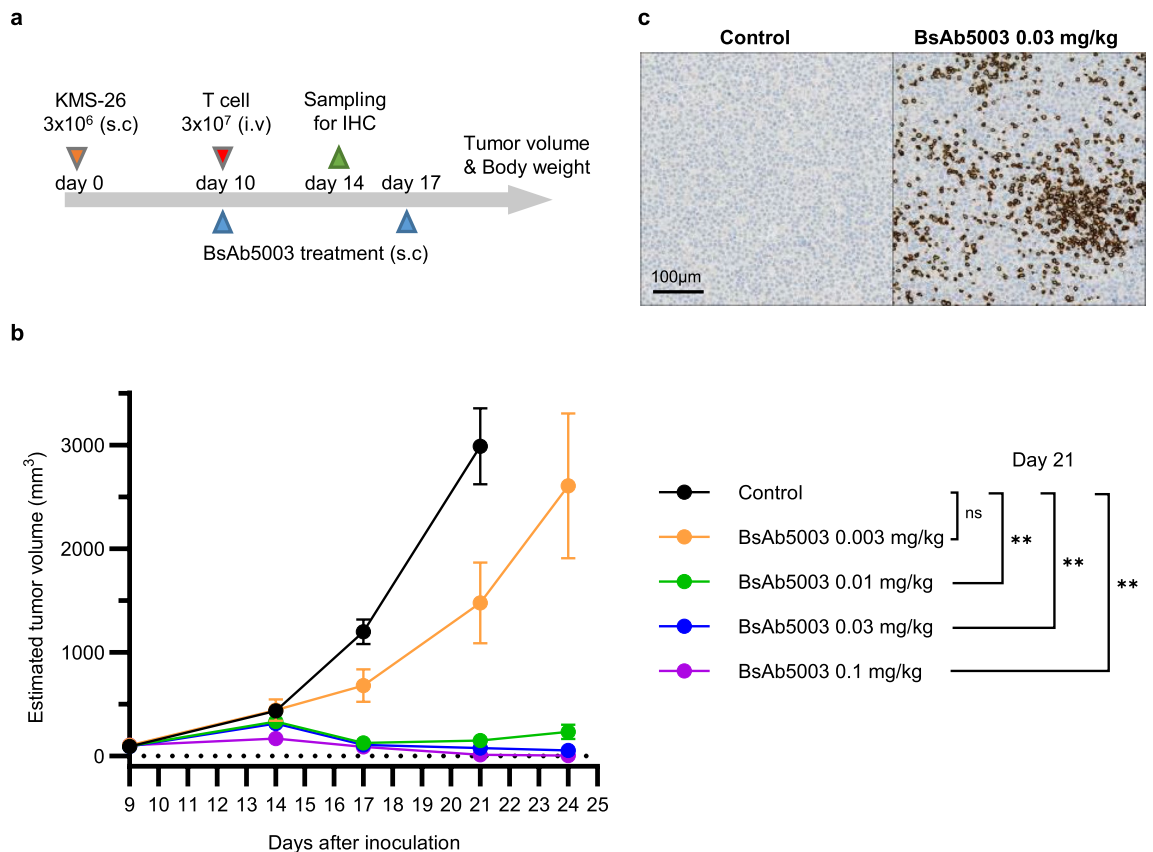 a
KMS-26
3x10⁶ (s.c)
T cell
3x10⁷ (i.v)
Sampling
for IHC
Tumor volume
& Body weight
day 0
day 10
day 14
day 17
BsAb5003 treatment (s.c)
c
Control
BsAb5003 0.03 mg/kg
100µm
b
Estimated tumor volume (mm³)
3000
2000
1000
0
9 10 11 12 13 14 15 16 17 18 19 20 21 22 23 24 25
Days after inoculation
Day 21
Control
BsAb5003 0.003 mg/kg
BsAb5003 0.01 mg/kg
BsAb5003 0.03 mg/kg
BsAb5003 0.1 mg/kg
ns
**
**
**